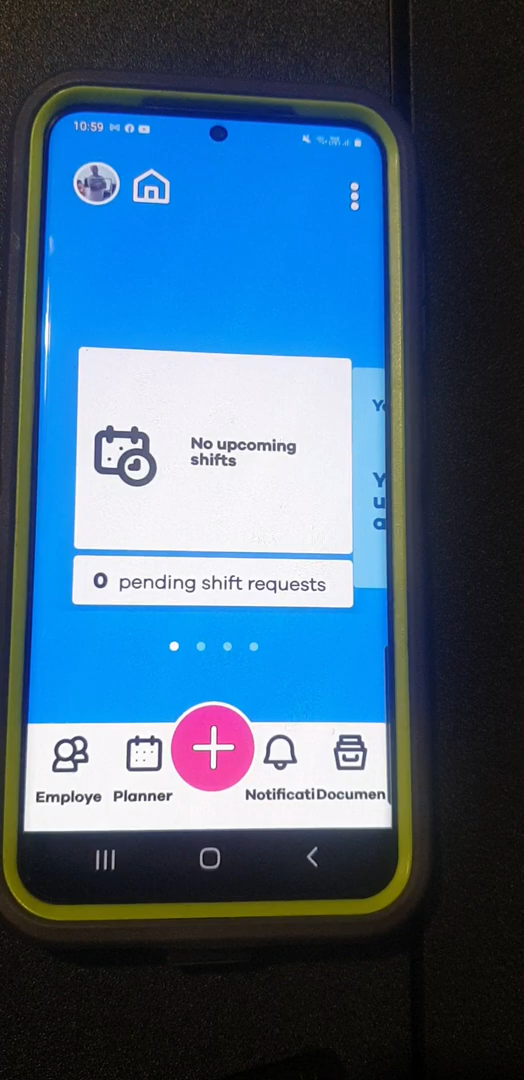 10:59
No upcoming
shifts
0 pending shift requests
Employe Planner Notificati Documen